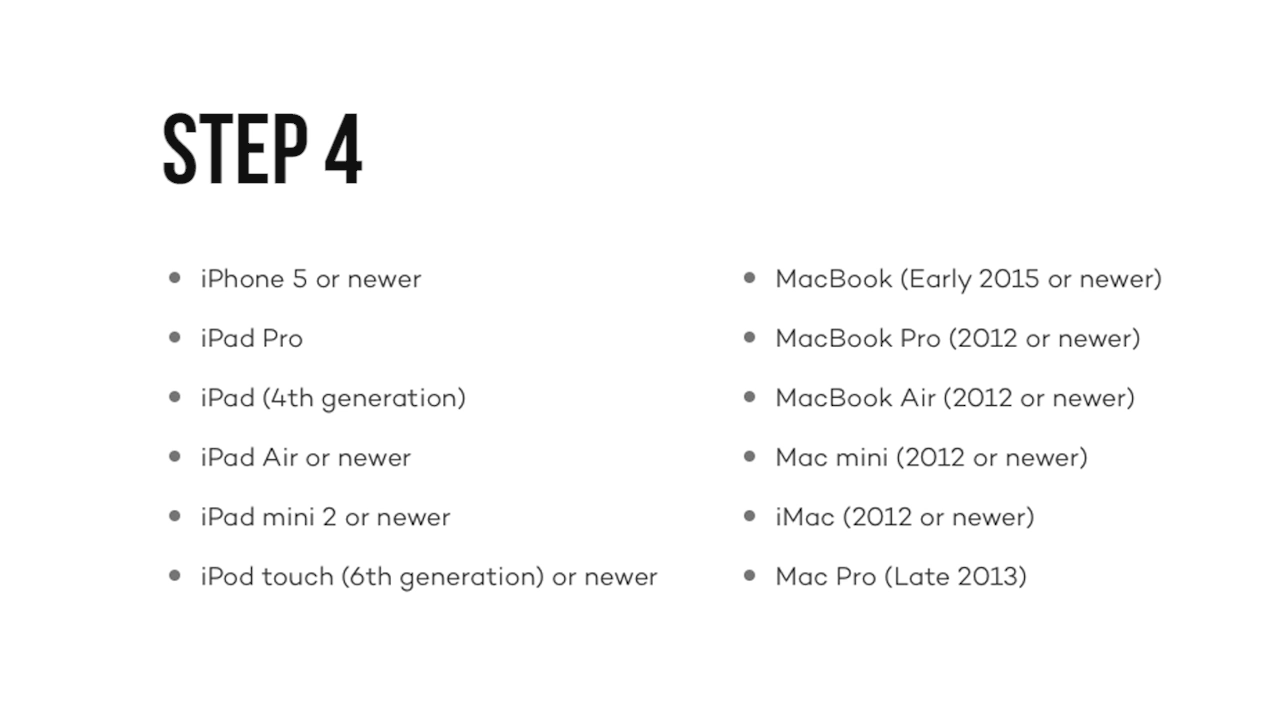 STEP 4
iPhone 5 or newer
iPad Pro
iPad (4th generation)
iPad Air or newer
iPad mini 2 or newer
iPod touch (6th generation) or newer
MacBook (Early 2015 or newer)
MacBook Pro (2012 or newer)
MacBook Air (2012 or newer)
Mac mini (2012 or newer)
iMac (2012 or newer)
Mac Pro (Late 2013)